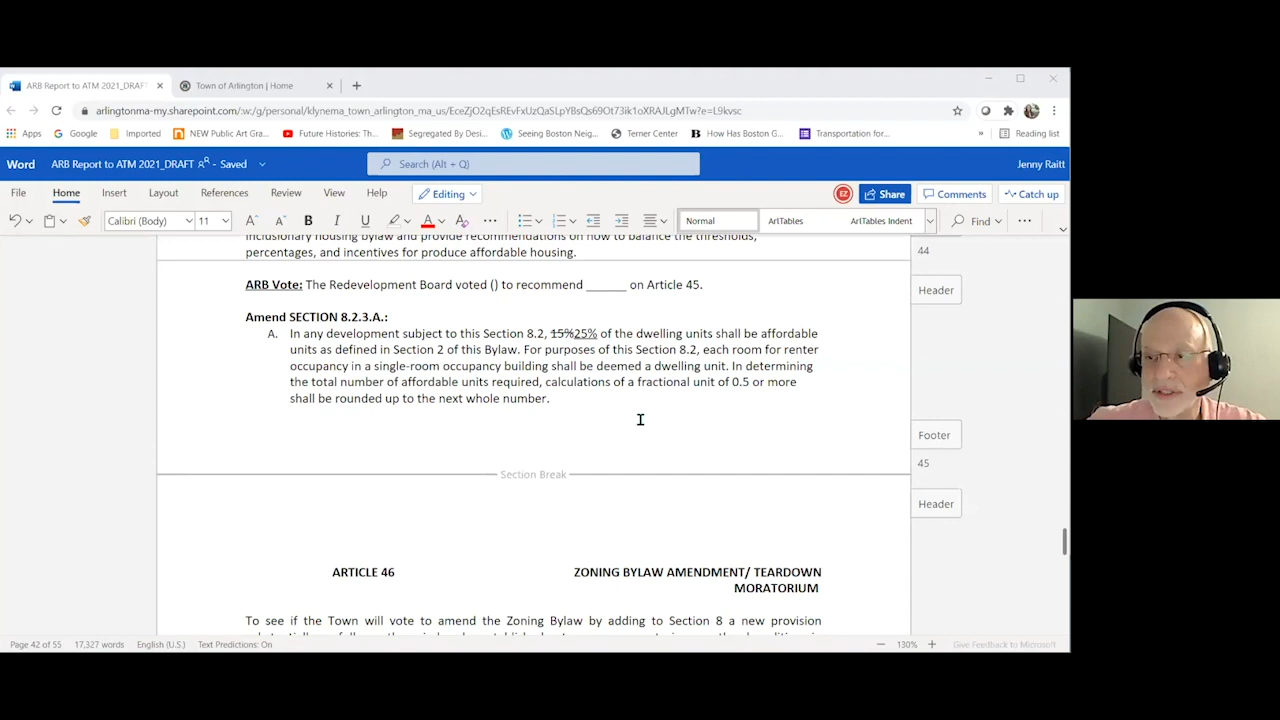 ARB Report to ATM 2021_DRAFT
Town of Arlington | Home
arlingtonma-my.sharepoint.com/:w:/g/personal/klynema_town_arlington_ma_us/EceZjO2qEsREvFxUzQaSLpYBsQs69Ot73ik1oXRAJLgMTw?e=L9kvsc
Apps Google Imported NEW Public Art Gra... Future Histories: Th... Segregated By Desi... Seeing Boston Neig... Terner Center How Has Boston G... Transportation for... » Reading list
Word ARB Report to ATM 2021_DRAFT - Saved Search (Alt + Q) Jenny Raitt
File Home Insert Layout References Review View Help Editing EZ Share Comments Catch up
Calibri (Body) 11 B I U A Normal ArtTables ArtTables Indent Find
inclusionary housing bylaw and provide recommendations on how to balance the thresholds,
percentages, and incentives for produce affordable housing.
44
Header
ARB Vote: The Redevelopment Board voted () to recommend ______ on Article 45.
Amend SECTION 8.2.3.A.:
A. In any development subject to this Section 8.2, 15%25% of the dwelling units shall be affordable
units as defined in Section 2 of this Bylaw. For purposes of this Section 8.2, each room for renter
occupancy in a single-room occupancy building shall be deemed a dwelling unit. In determining
the total number of affordable units required, calculations of a fractional unit of 0.5 or more
shall be rounded up to the next whole number.
Footer
45
Section Break
Header
ARTICLE 46 ZONING BYLAW AMENDMENT/ TEARDOWN
MORATORIUM
To see if the Town will vote to amend the Zoning Bylaw by adding to Section 8 a new provision
Page 42 of 55 17,327 words English (U.S.) Text Predictions: On 130% Give Feedback to Microsoft